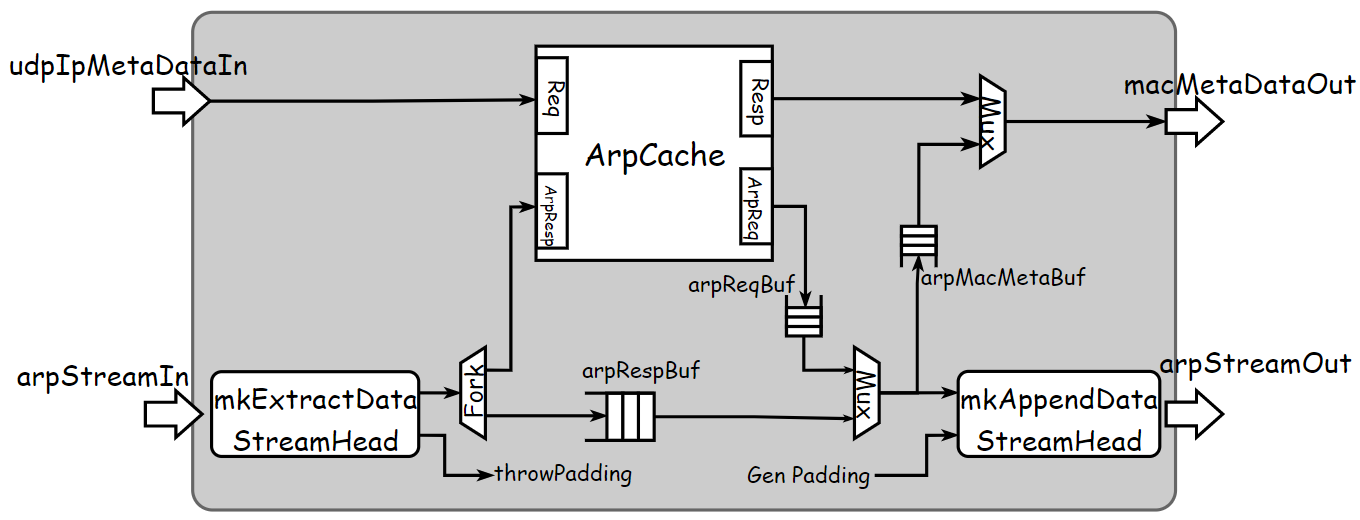 udpIpMetaDataIn
Req
Resp
Mux
macMetaDataOut
ArpCache
ArpResp
ArpReq
arpReqBuf
arpMacMetaBuf
arpStreamIn
mkExtractData
StreamHead
Fork
arpRespBuf
Mux
mkAppendData
StreamHead
arpStreamOut
throwPadding
Gen Padding